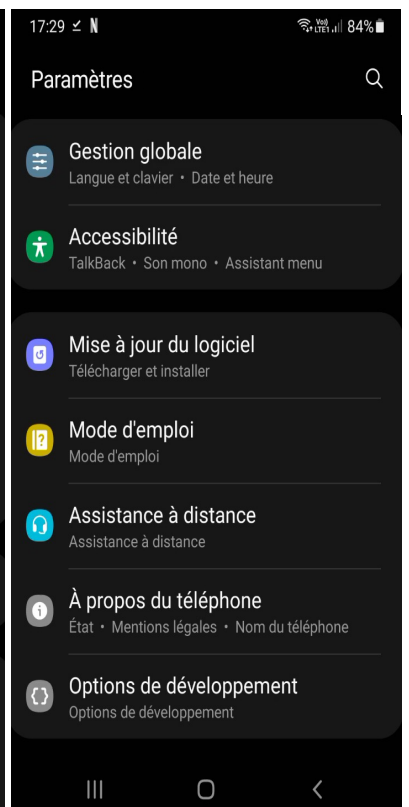 17:29 N Vo)) LTE1 84%
Paramètres
Gestion globale
Langue et clavier • Date et heure
Accessibilité
TalkBack • Son mono • Assistant menu
Mise à jour du logiciel
Télécharger et installer
Mode d'emploi
Mode d'emploi
Assistance à distance
Assistance à distance
À propos du téléphone
État • Mentions légales • Nom du téléphone
Options de développement
Options de développement